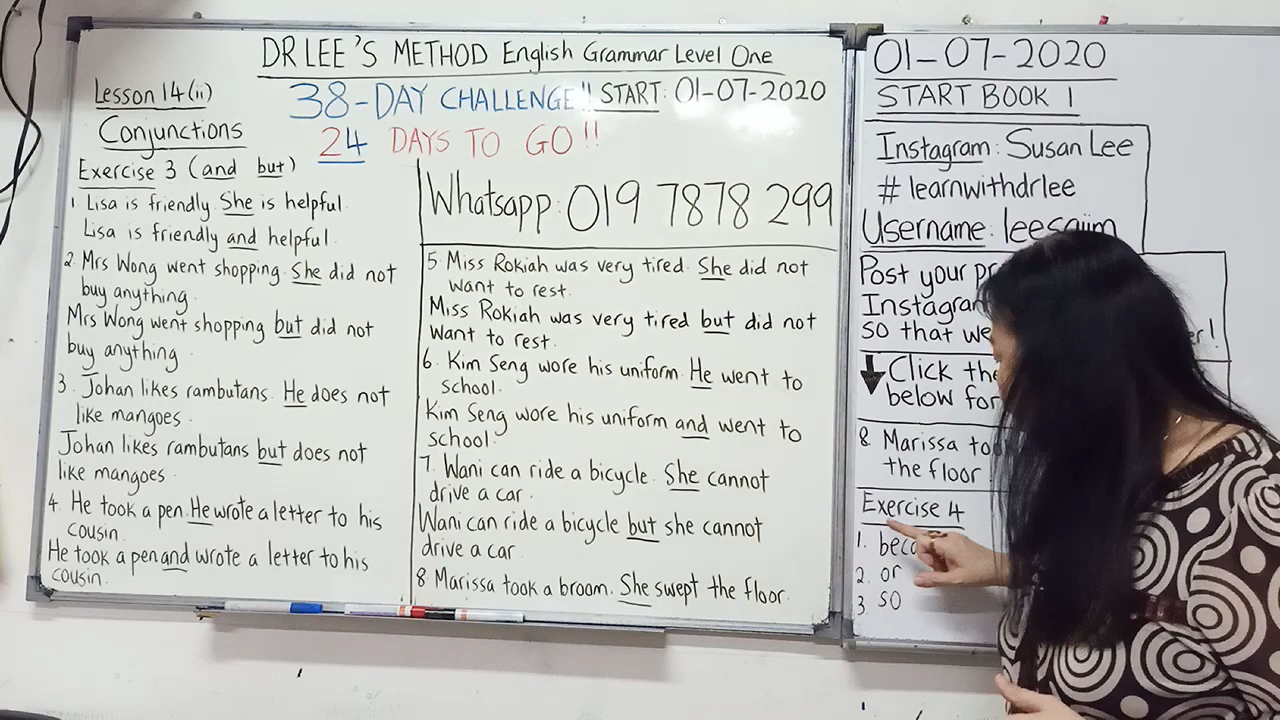 DR LEE'S METHOD English Grammar Level One
Lesson 14(ii)
38-DAY CHALLENGE!! START: 01-07-2020
Conjunctions
24 DAYS TO GO!!
Exercise 3 (and but)
1 Lisa is friendly She is helpful.
Lisa is friendly and helpful.
2. Mrs Wong went shopping. She did not
buy anything.
Mrs Wong went shopping but did not
buy anything.
3. Johan likes rambutans. He does not
like mangoes.
Johan likes rambutans but does not
like mangoes.
4. He took a pen. He wrote a letter to his
cousin.
He took a pen and wrote a letter to his
cousin.
Whatsapp: 019 7878 299
5. Miss Rokiah was very tired. She did not
want to rest.
Miss Rokiah was very tired but did not
want to rest.
6. Kim Seng wore his uniform. He went to
school.
Kim Seng wore his uniform and went to
school.
7. Wani can ride a bicycle. She cannot
drive a car.
Wani can ride a bicycle but she cannot
drive a car.
8 Marissa took a broom. She swept the floor.
01-07-2020
START BOOK 1
Instagram: Susan Lee
# learnwithdrlee
Username: leesaijm
Post your
Instagram
so that we
Click the
below for
8 Marissa
the floor
Exercise 4
1.
2. or
3. so